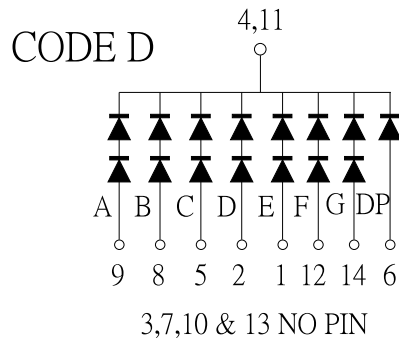 4,11
CODE D
A B C D E F G DP
9 8 5 2 1 12 14 6
3,7,10 & 13 NO PIN